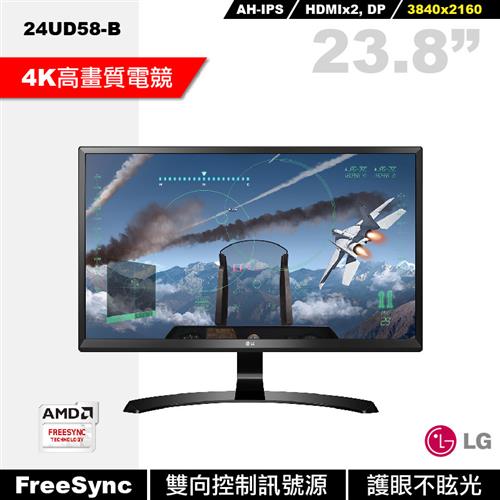 24UD58-B
AH-IPS
HDMIx2, DP
3840x2160
4K高畫質電競
23.8”
LG
AMD
FREESYNC
TECHNOLOGY
LG
FreeSync
雙向控制訊號源
護眼不眩光